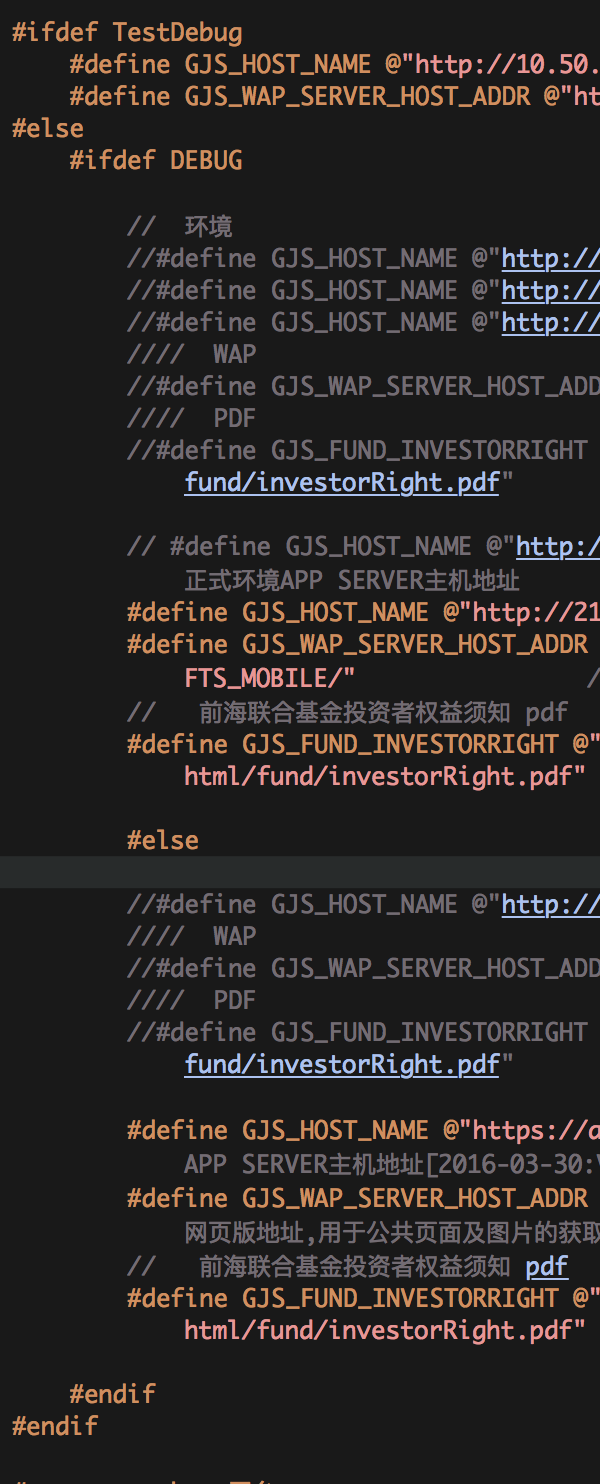 #ifdef TestDebug
#define GJS_HOST_NAME @"http://10.50.
#define GJS_WAP_SERVER_HOST_ADDR @"ht
#else
#ifdef DEBUG
// 环境
//#define GJS_HOST_NAME @"http://
//#define GJS_HOST_NAME @"http://
//#define GJS_HOST_NAME @"http://
//// WAP
//#define GJS_WAP_SERVER_HOST_ADD
//// PDF
//#define GJS_FUND_INVESTORRIGHT
fund/investorRight.pdf"
// #define GJS_HOST_NAME @"http:/
正式环境APP SERVER主机地址
#define GJS_HOST_NAME @"http://21
#define GJS_WAP_SERVER_HOST_ADDR
FTS_MOBILE/" /
// 前海联合基金投资者权益须知 pdf
#define GJS_FUND_INVESTORRIGHT @"
html/fund/investorRight.pdf"
#else
//#define GJS_HOST_NAME @"http://
//// WAP
//#define GJS_WAP_SERVER_HOST_ADD
//// PDF
//#define GJS_FUND_INVESTORRIGHT
fund/investorRight.pdf"
#define GJS_HOST_NAME @"https://a
APP SERVER主机地址[2016-03-30:
#define GJS_WAP_SERVER_HOST_ADDR
网页版地址,用于公共页面及图片的获取
// 前海联合基金投资者权益须知 pdf
#define GJS_FUND_INVESTORRIGHT @"
html/fund/investorRight.pdf"
#endif
#endif